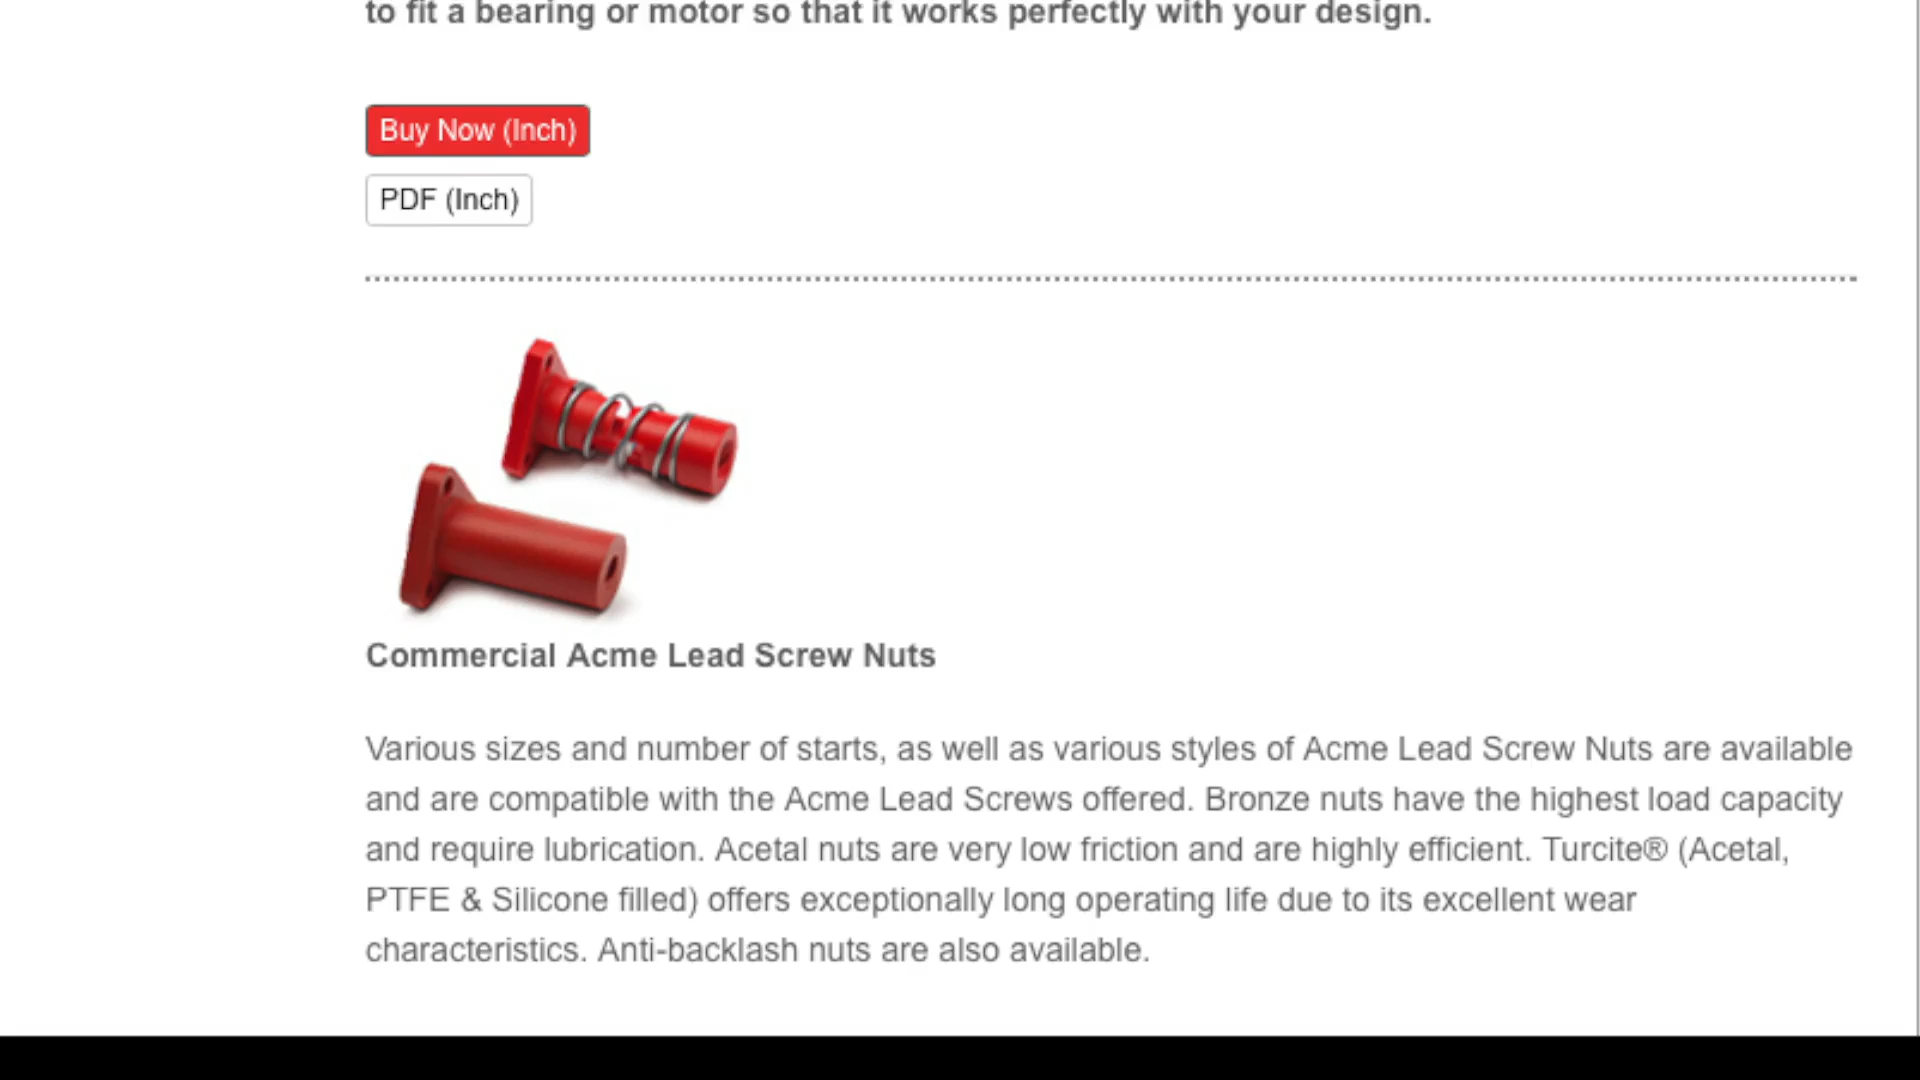 to fit a bearing or motor so that it works perfectly with your design.
Buy Now (Inch)
PDF (Inch)
Commercial Acme Lead Screw Nuts
Various sizes and number of starts, as well as various styles of Acme Lead Screw Nuts are available
and are compatible with the Acme Lead Screws offered. Bronze nuts have the highest load capacity
and require lubrication. Acetal nuts are very low friction and are highly efficient. Turcite® (Acetal,
PTFE & Silicone filled) offers exceptionally long operating life due to its excellent wear
characteristics. Anti-backlash nuts are also available.